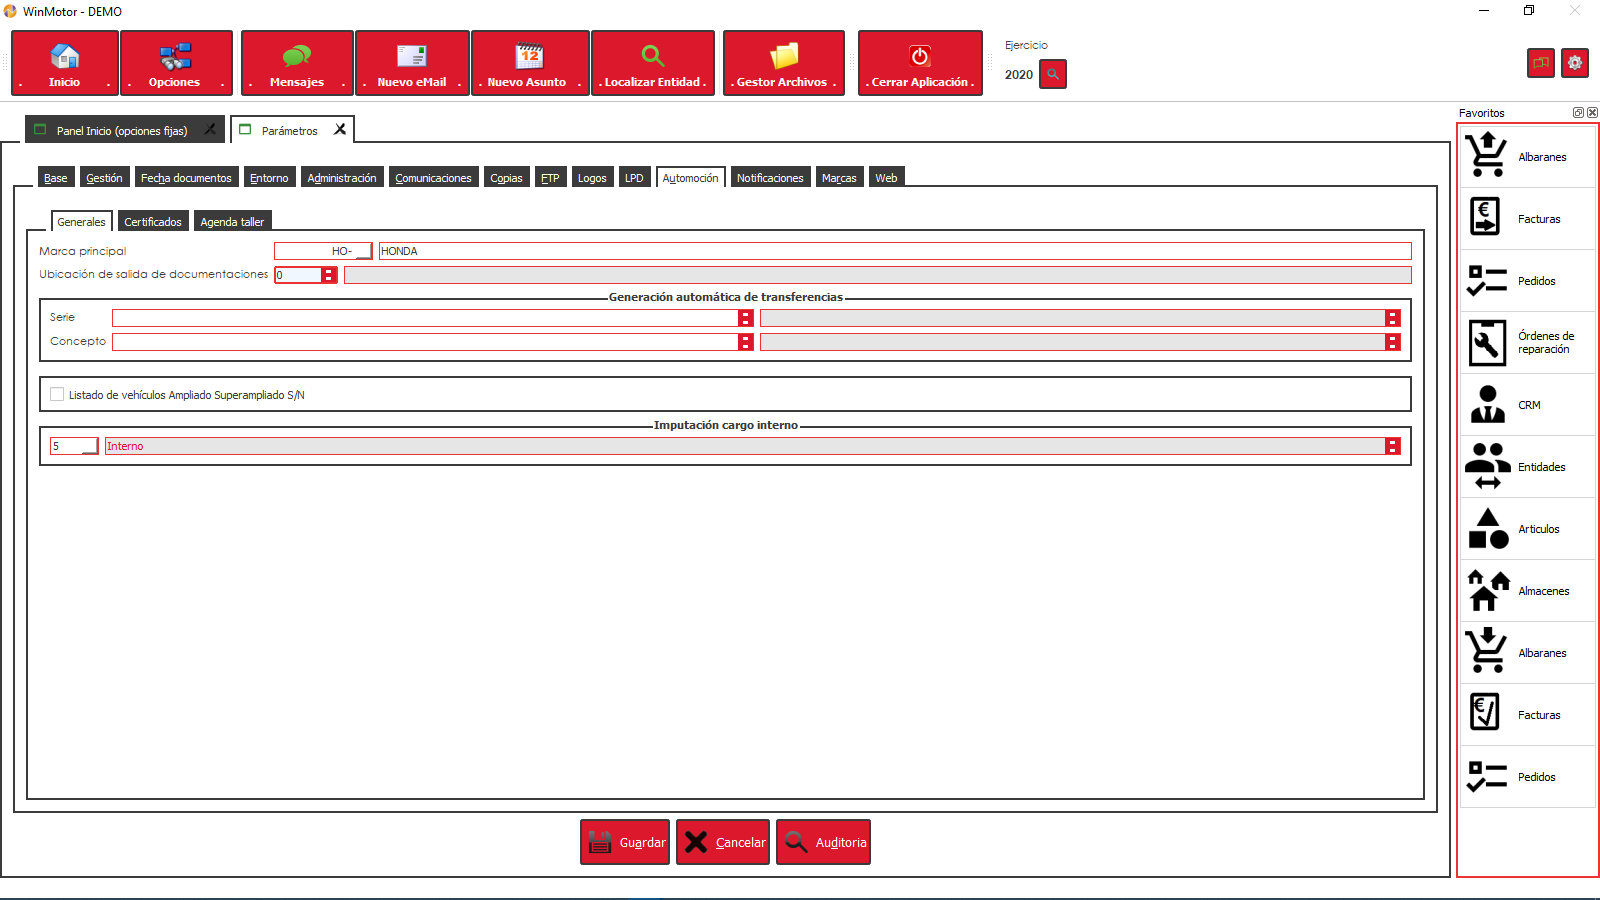 WinMotor - DEMO
. Inicio .
. Opciones .
. Mensajes .
. Nuevo eMail .
. Nuevo Asunto .
. Localizar Entidad .
. Gestor Archivos .
. Cerrar Aplicación .
Ejercicio
2020
Favoritos
Panel Inicio (opciones fijas)
Parámetros
Base
Gestión
Fecha documentos
Entorno
Administración
Comunicaciones
Copias
FTP
Logos
LPD
Automoción
Notificaciones
Marcas
Web
Generales
Certificados
Agenda taller
Marca principal
HO-
HONDA
Ubicación de salida de documentaciones
0
Generación automática de transferencias
Serie
Concepto
Listado de vehículos Ampliado Superampliado S/N
Imputación cargo interno
5
Interno
Guardar
Cancelar
Auditoria
Albaranes
Facturas
Pedidos
Órdenes de
reparación
CRM
Entidades
Articulos
Almacenes
Albaranes
Facturas
Pedidos